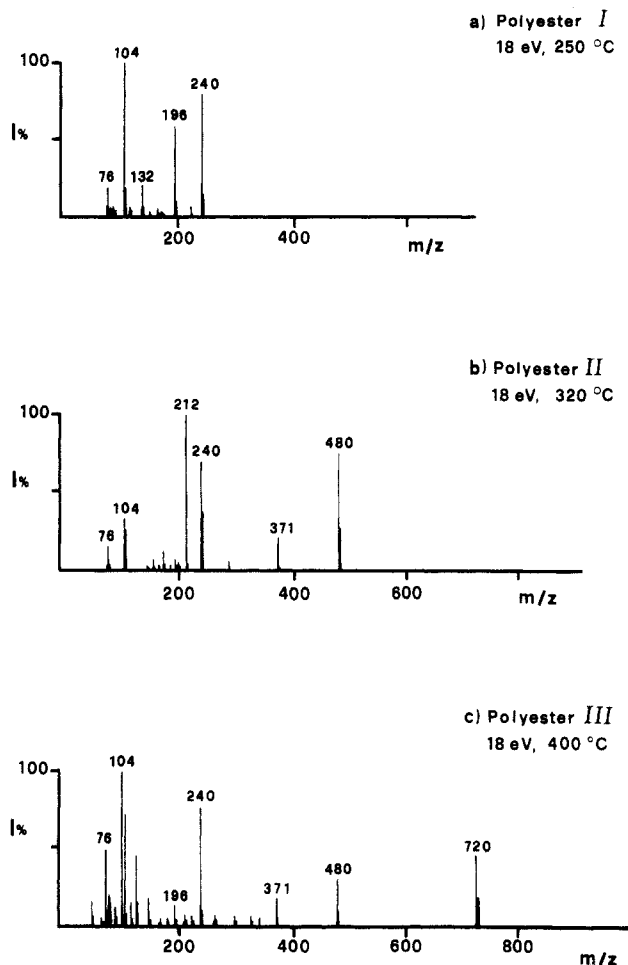 a) Polyester I
18 eV, 250 °C
104
100
240
196
I%
76
132
200
400
m/z
b) Polyester II
18 eV, 320 °C
212
100
480
240
I%
104
371
76
200
400
600
m/z
c) Polyester III
18 eV, 400 °C
104
100
240
76
720
I%
480
196
371
200
400
600
800
m/z